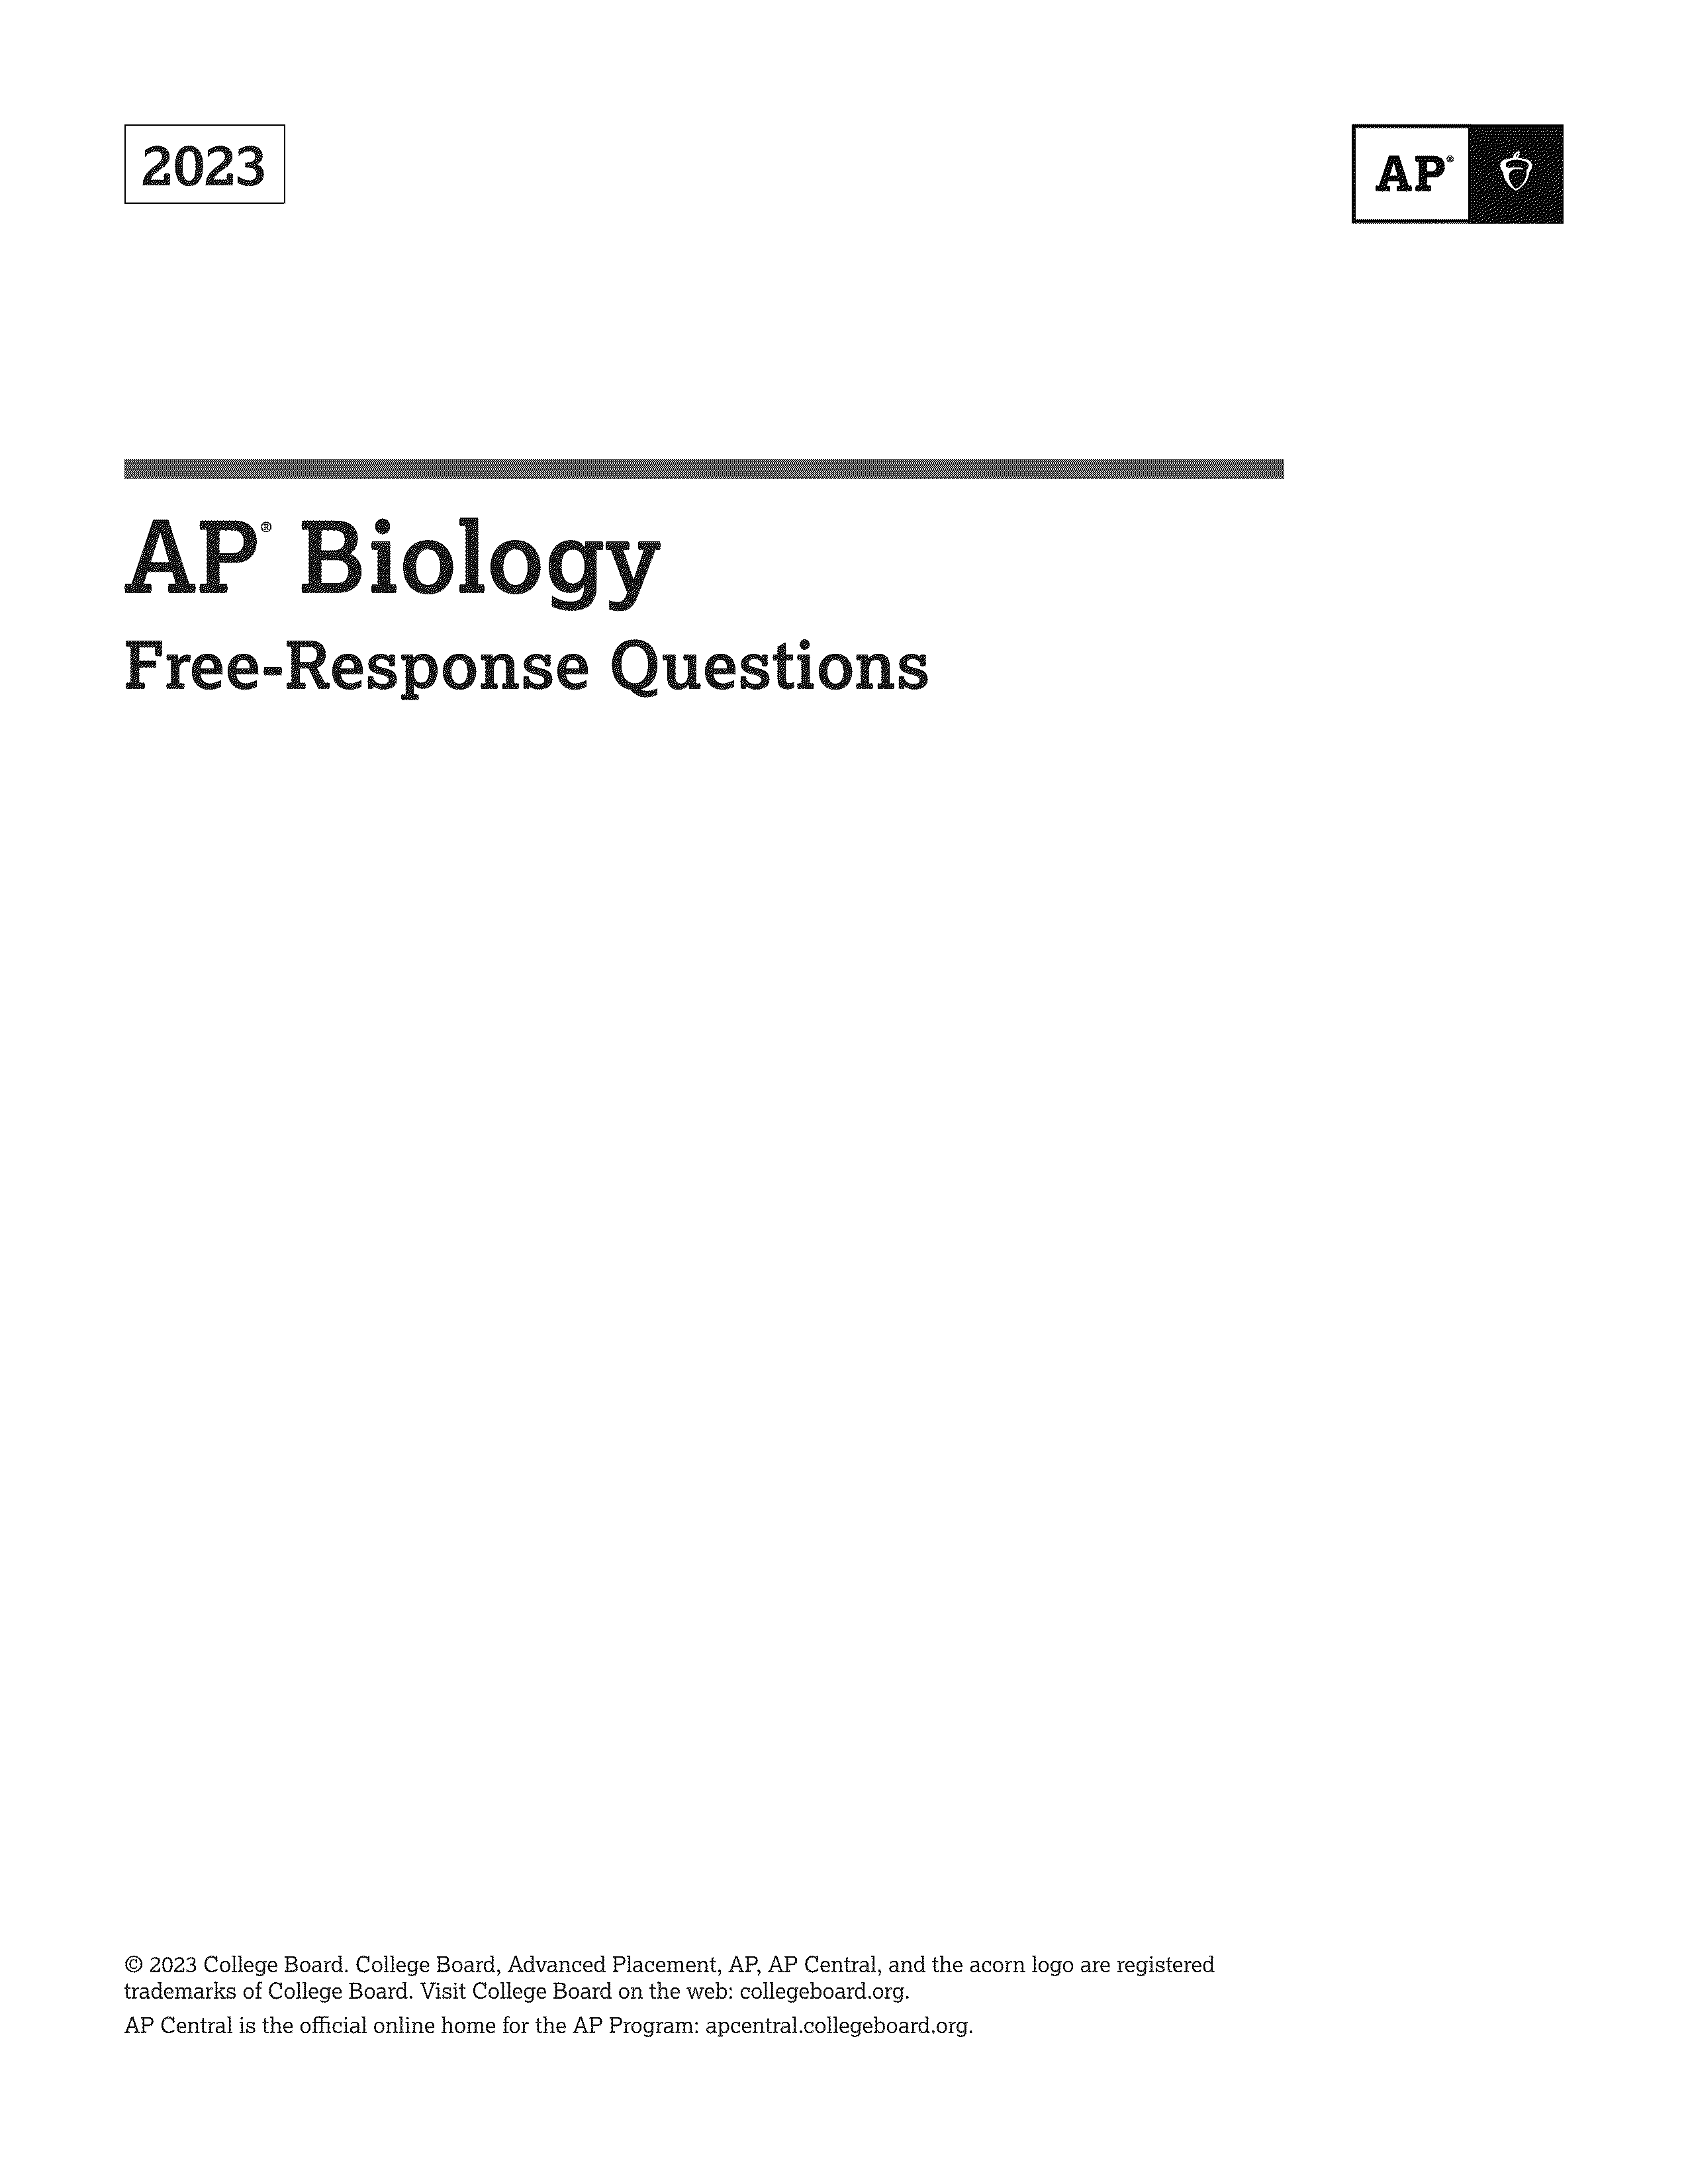 2023
AP®
AP® Biology
Free-Response Questions
© 2023 College Board. College Board, Advanced Placement, AP, AP Central, and the acorn logo are registered
trademarks of College Board. Visit College Board on the web: collegeboard.org.
AP Central is the official online home for the AP Program: apcentral.collegeboard.org.